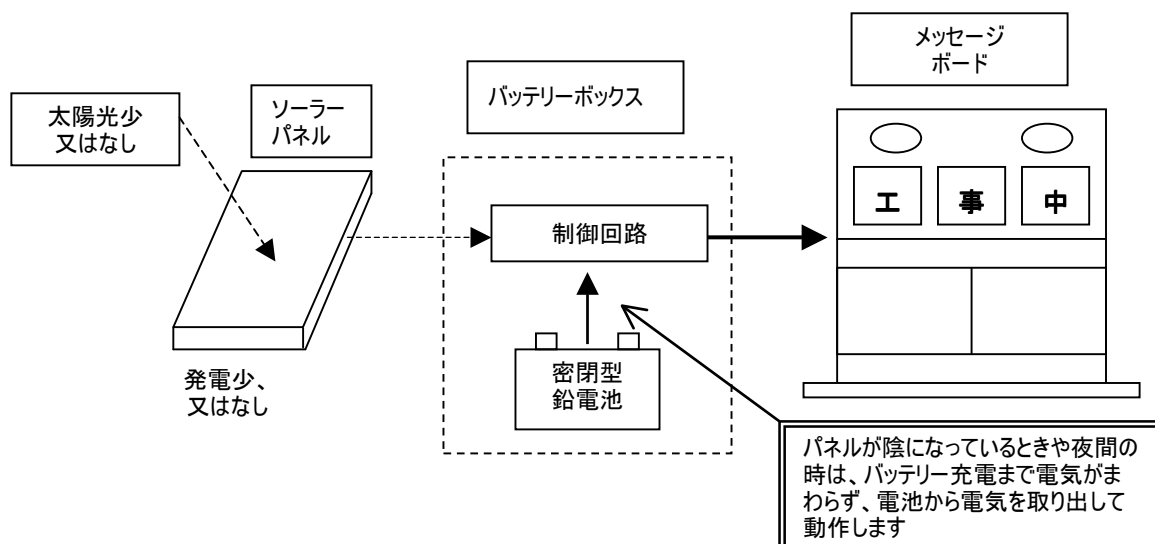 メッセージ
ボード
バッテリーボックス
ソーラー
パネル
太陽光少
又はなし
工 事 中
制御回路
密閉型
鉛電池
発電少、
又はなし
パネルが陰になっているときや夜間の
時は、バッテリー充電まで電気がま
わらず、電池から電気を取り出して
動作します